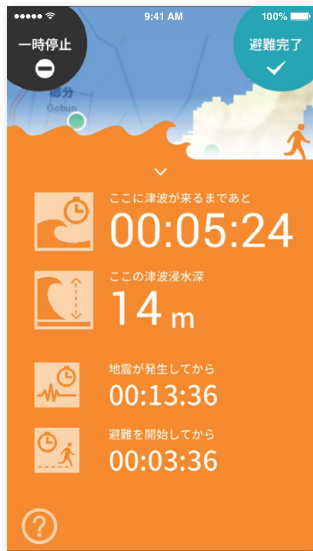 9:41 AM
100%
一時停止
避難完了
郷分
Gobun
ここに津波が来るまであと
00:05:24
ここの津波浸水深
14 m
地震が発生してから
00:13:36
避難を開始してから
00:03:36
?